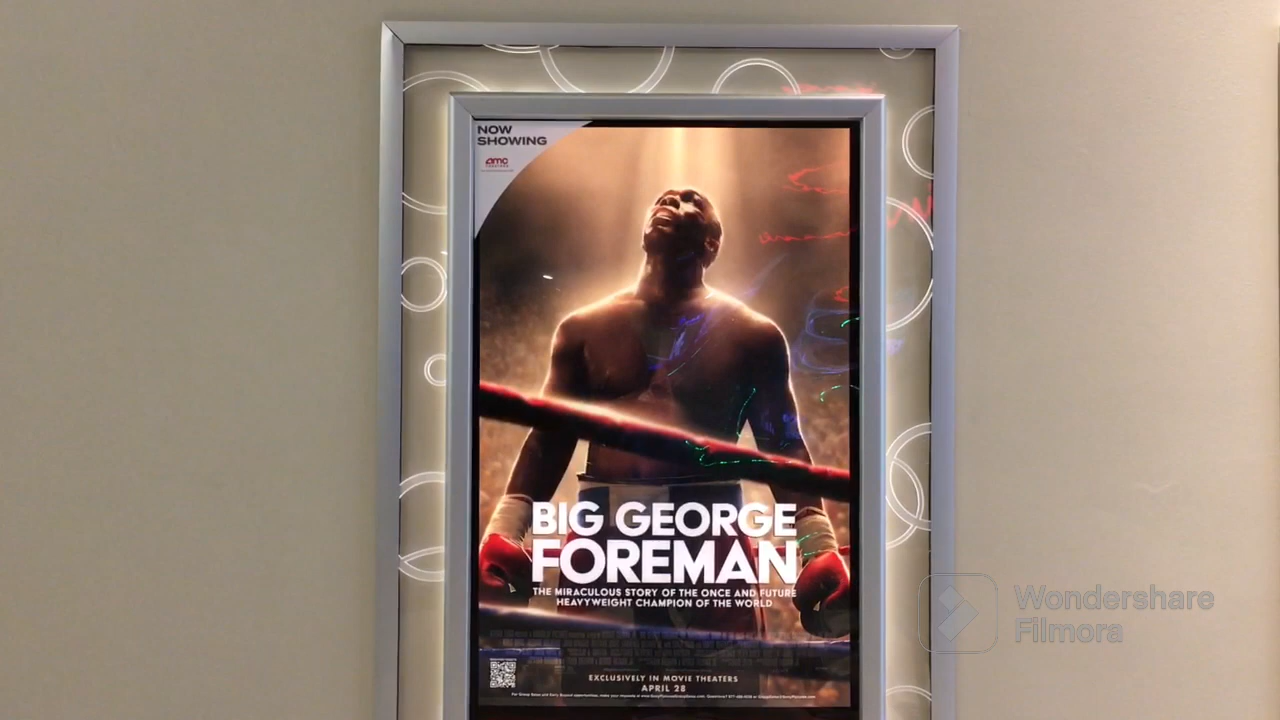 NOW
SHOWING
amc
THEATRES
BIG GEORGE
FOREMAN
THE MIRACULOUS STORY OF THE ONCE AND FUTURE
HEAVYWEIGHT CHAMPION OF THE WORLD
EXCLUSIVELY IN MOVIE THEATERS
APRIL 28
Wondershare
Filmora